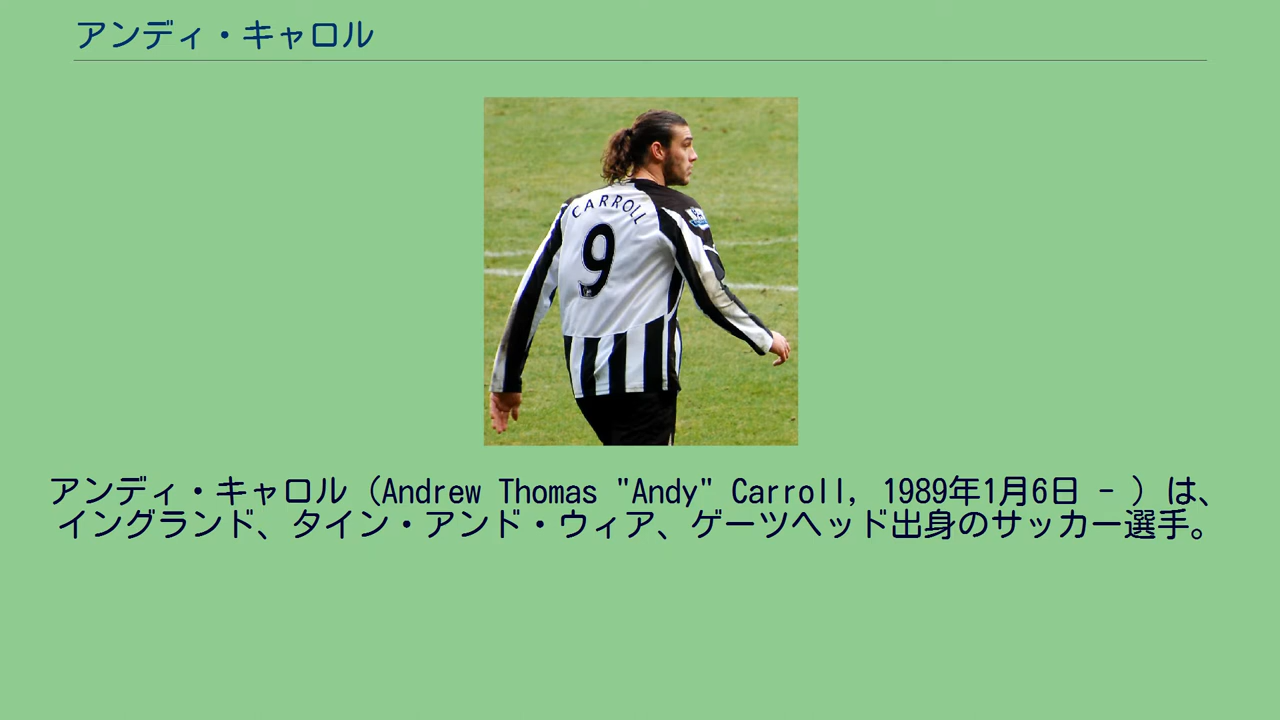 アンディ・キャロル
CARROLL
9
アンディ・キャロル（Andrew Thomas "Andy" Carroll, 1989年1月6日 - ）は、
イングランド、タイン・アンド・ウィア、ゲーツヘッド出身のサッカー選手。